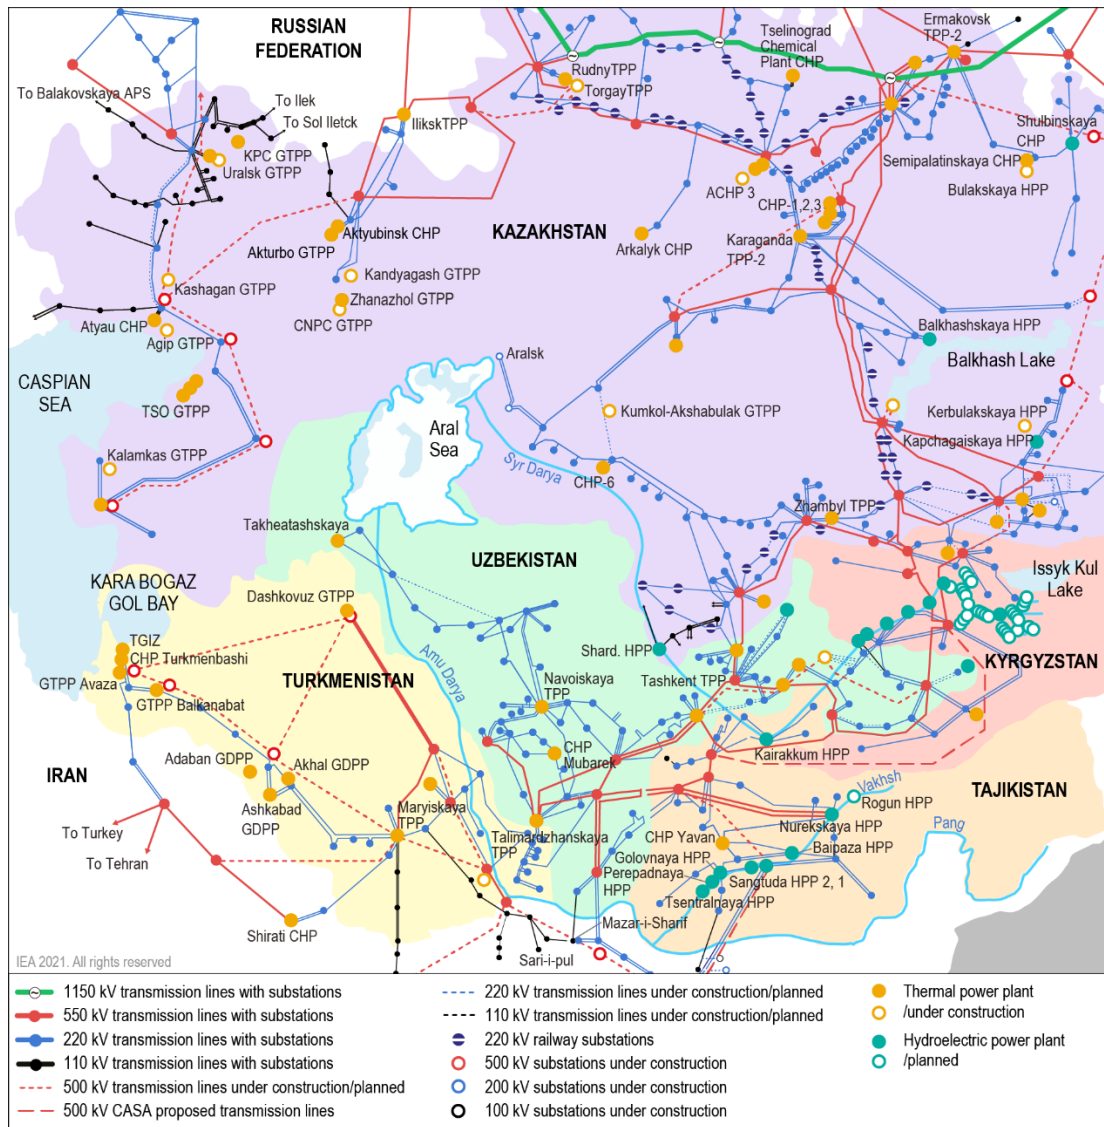 RUSSIAN
FEDERATION
Ermakovsk
TPP-2
Tselinograd
Chemical
Plant CHP
To Balakovskaya APS
To Ilek
To Sol Iletck
RudnyTPP
TorgayTPP
IlikskTPP
KPC GTPP
Uralsk GTPP
Shulbinskaya
CHP
Semipalatinskaya CHP
Bulakskaya HPP
ACHP 3
CHP-1,2,3
KAZAKHSTAN
Aktyubinsk CHP
Akturbo GTPP
Arkalyk CHP
Karaganda
TPP-2
Kandyagash GTPP
Kashagan GTPP
Zhanazhol GTPP
CNPC GTPP
Atyau CHP
Agip GTPP
Balkhashskaya HPP
Balkhash Lake
Aralsk
CASPIAN
SEA
TSO GTPP
Kumkol-Akshabulak GTPP
Kerbulakskaya HPP
Kapchagaiskaya HPP
Aral
Sea
Syr Darya
Kalamkas GTPP
CHP-6
Zhambyl TPP
Takheatashskaya
UZBEKISTAN
Issyk Kul
Lake
KARA BOGAZ
GOL BAY
Dashkovuz GTPP
TGIZ
CHP Turkmenbashi
GTPP Avaza
GTPP Balkanabat
Shard. HPP
KYRGYZSTAN
TURKMENISTAN
Amu Darya
Navoiskaya
TPP
Tashkent TPP
CHP
Mubarek
Kairakkum HPP
IRAN
Adaban GDPP
Akhal GDPP
Ashkabad
GDPP
Maryiskaya
TPP
Vakhsh
TAJIKISTAN
Rogun HPP
To Turkey
To Tehran
Talimardzhanskaya
TPP
CHP Yavan
Nurekskaya HPP
Pang
Baipaza HPP
Golovnaya HPP
Perepadnaya
HPP
Sangtuda HPP 2, 1
Tsentralnaya HPP
Mazar-i-Sharif
Shirati CHP
Sari-i-pul
IEA 2021. All rights reserved
1150 kV transmission lines with substations
550 kV transmission lines with substations
220 kV transmission lines with substations
110 kV transmission lines with substations
500 kV transmission lines under construction/planned
500 kV CASA proposed transmission lines
220 kV transmission lines under construction/planned
110 kV transmission lines under construction/planned
220 kV railway substations
500 kV substations under construction
200 kV substations under construction
100 kV substations under construction
Thermal power plant
/under construction
Hydroelectric power plant
/planned